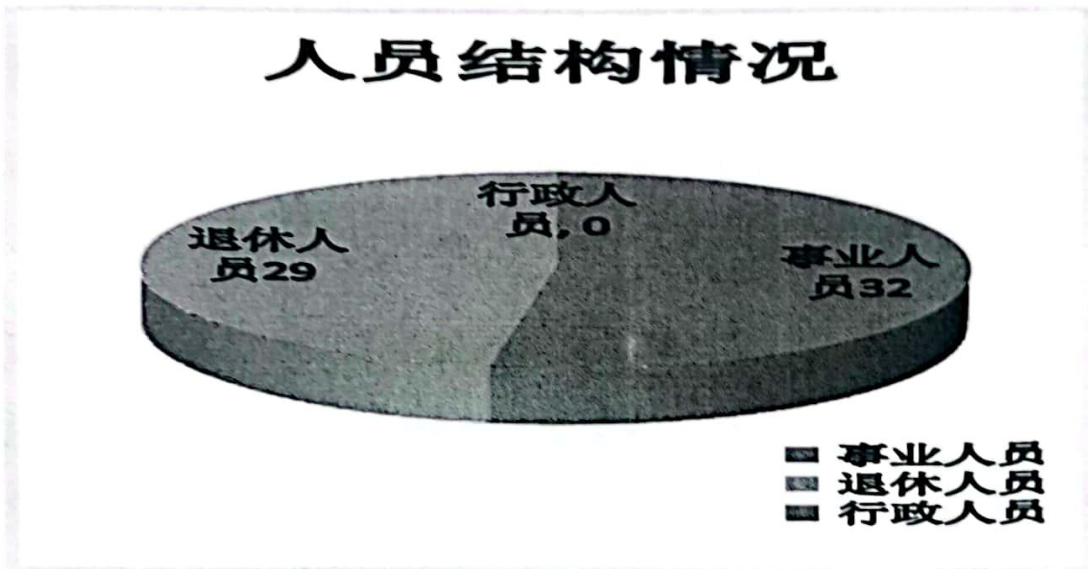 人员结构情况
行政人
员, 0
退休人
员29
事业人
员32
事业人员
退休人员
行政人员